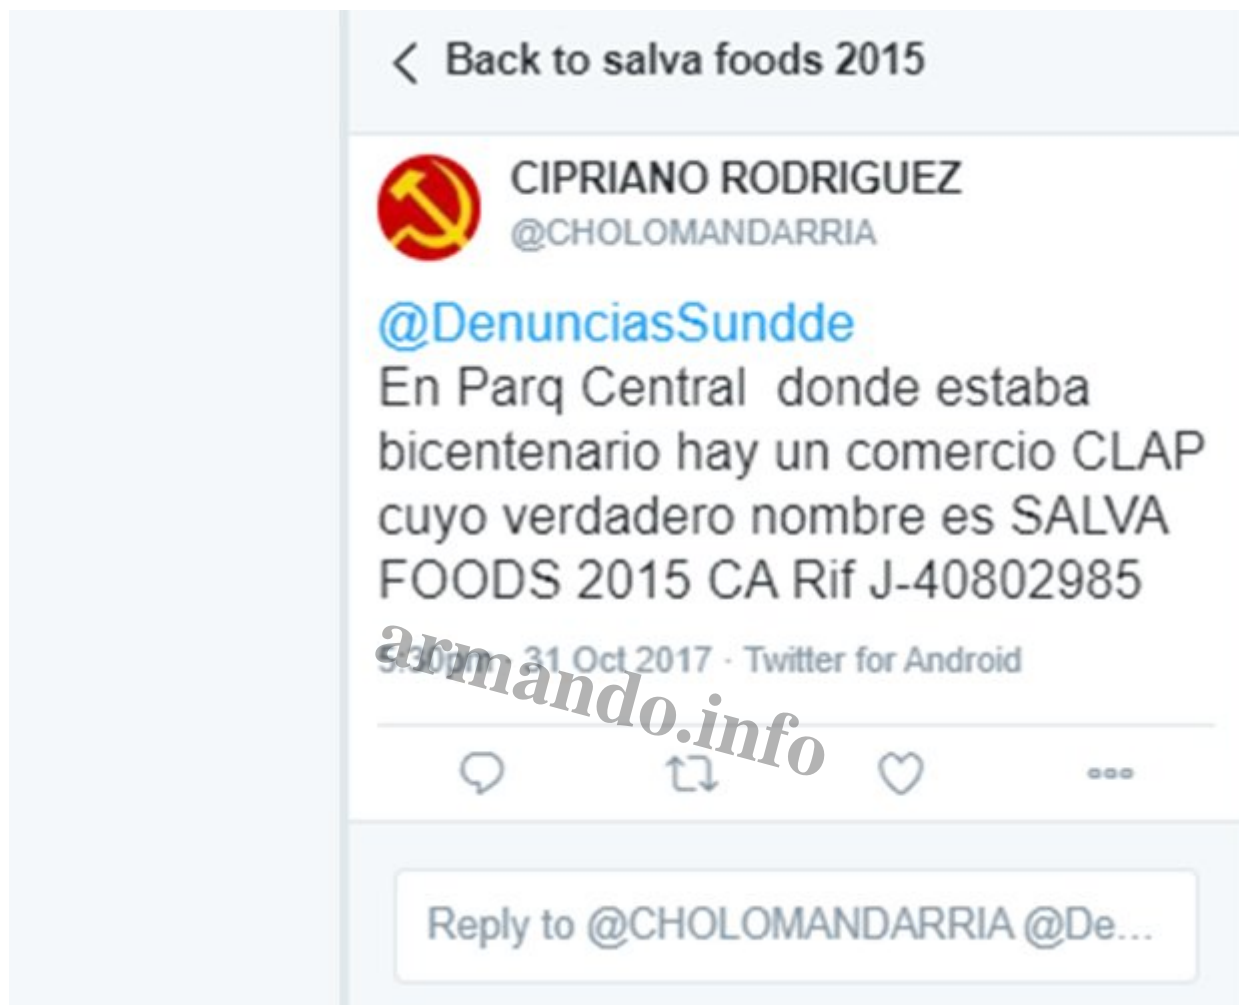 Back to salva foods 2015
CIPRIANO RODRIGUEZ
@CHOLOMANDARRIA
@DenunciasSundde
En Parq Central  donde estaba
bicentenario hay un comercio CLAP
cuyo verdadero nombre es SALVA
FOODS 2015 CA Rif J-40802985
5:30pm · 31 Oct 2017 · Twitter for Android
armando.info
Reply to @CHOLOMANDARRIA @De...